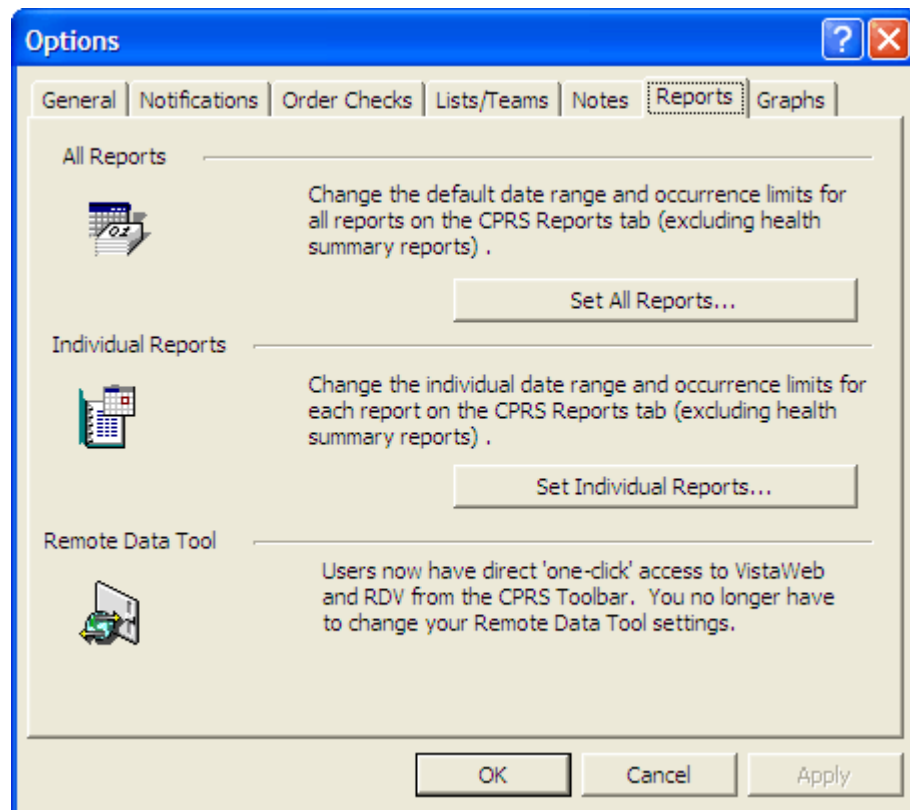 Options
General Notifications Order Checks Lists/Teams Notes Reports Graphs
All Reports
Change the default date range and occurrence limits for
all reports on the CPRS Reports tab (excluding health
summary reports) .
Set All Reports...
Individual Reports
Change the individual date range and occurrence limits for
each report on the CPRS Reports tab (excluding health
summary reports) .
Set Individual Reports...
Remote Data Tool
Users now have direct 'one-click' access to VistaWeb
and RDV from the CPRS Toolbar. You no longer have
to change your Remote Data Tool settings.
OK Cancel Apply